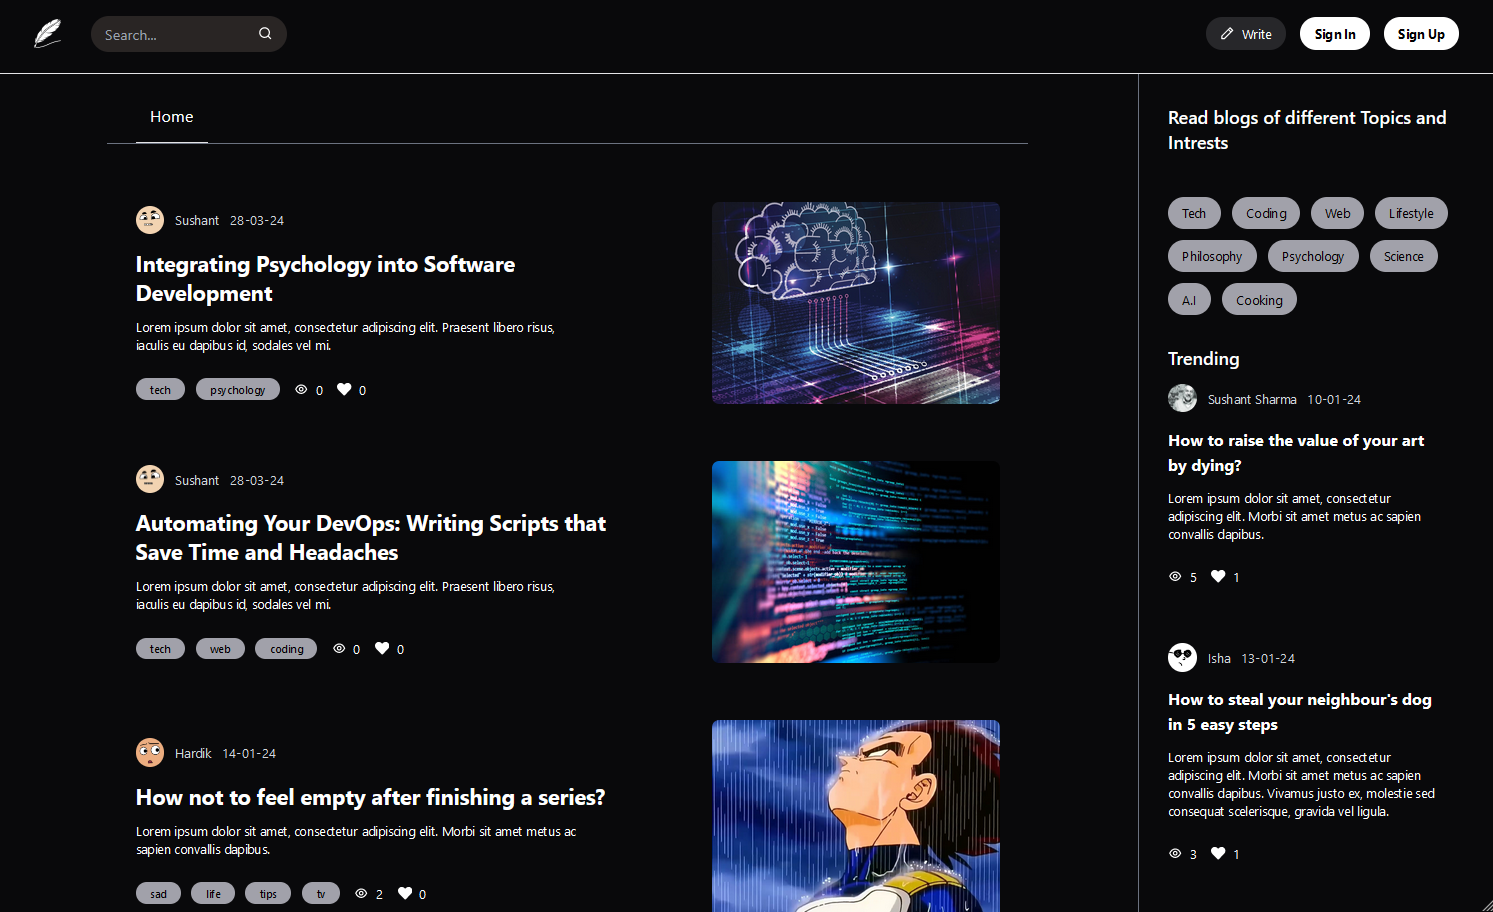 Search...
Write
Sign In
Sign Up
Home
Sushant 28-03-24
Integrating Psychology into Software
Development
Lorem ipsum dolor sit amet, consectetur adipiscing elit. Praesent libero risus,
iaculis eu dapibus id, sodales vel mi.
tech psychology 0 0
Sushant 28-03-24
Automating Your DevOps: Writing Scripts that
Save Time and Headaches
Lorem ipsum dolor sit amet, consectetur adipiscing elit. Praesent libero risus,
iaculis eu dapibus id, sodales vel mi.
tech web coding 0 0
Hardik 14-01-24
How not to feel empty after finishing a series?
Lorem ipsum dolor sit amet, consectetur adipiscing elit. Morbi sit amet metus ac
sapien convallis dapibus.
sad life tips tv 2 0
Read blogs of different Topics and
Intrests
Tech Coding Web Lifestyle
Philosophy Psychology Science
A.I Cooking
Trending
Sushant Sharma 10-01-24
How to raise the value of your art
by dying?
Lorem ipsum dolor sit amet, consectetur
adipiscing elit. Morbi sit amet metus ac sapien
convallis dapibus.
5 1
Isha 13-01-24
How to steal your neighbour's dog
in 5 easy steps
Lorem ipsum dolor sit amet, consectetur
adipiscing elit. Morbi sit amet metus ac sapien
convallis dapibus. Vivamus justo ex, molestie sed
consequat scelerisque, gravida vel ligula.
3 1